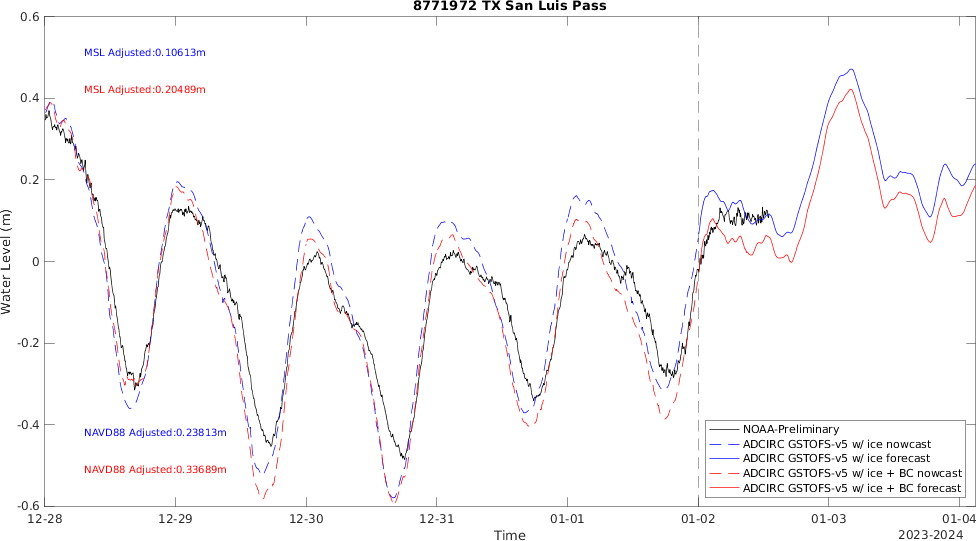 8771972 TX San Luis Pass
MSL Adjusted:0.10613m
MSL Adjusted:0.20489m
NAVD88 Adjusted:0.23813m
NAVD88 Adjusted:0.33689m
Water Level (m)
0.6
0.4
0.2
0
-0.2
-0.4
-0.6
NOAA-Preliminary
ADCIRC GSTOFS-v5 w/ ice nowcast
ADCIRC GSTOFS-v5 w/ ice forecast
ADCIRC GSTOFS-v5 w/ ice + BC nowcast
ADCIRC GSTOFS-v5 w/ ice + BC forecast
12-28 12-29 12-30 12-31 01-01 01-02 01-03 01-04
Time
2023-2024